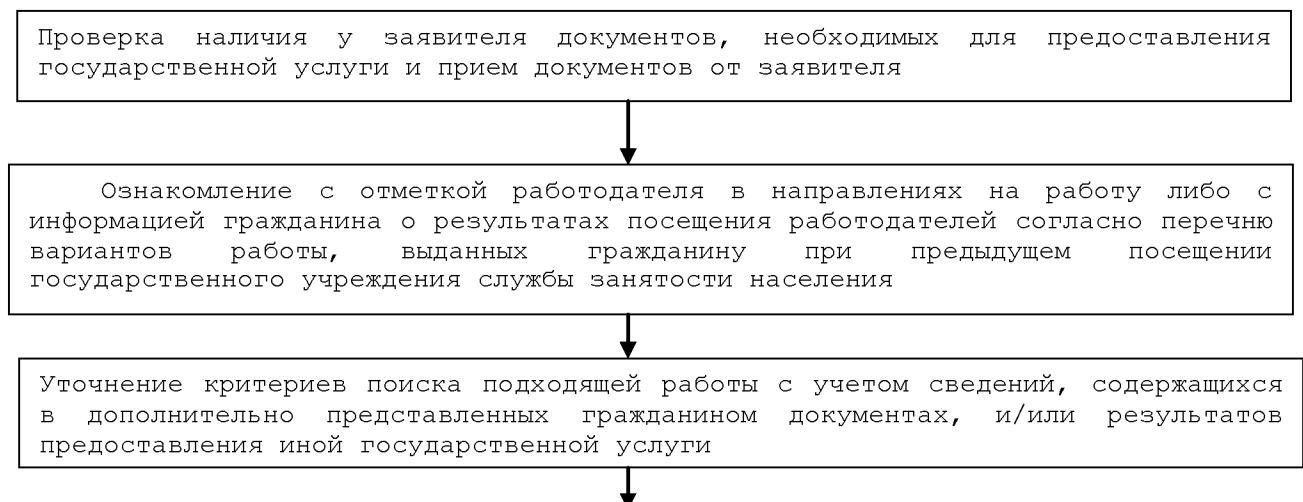 Проверка наличия у заявителя документов, необходимых для предоставления
государственной услуги и прием документов от заявителя
Ознакомление с отметкой работодателя в направлениях на работу либо с
информацией гражданина о результатах посещения работодателей согласно перечню
вариантов работы, выданных гражданину при предыдущем посещении
государственного учреждения службы занятости населения
Уточнение критериев поиска подходящей работы с учетом сведений, содержащихся
в дополнительно представленных гражданином документах, и/или результатов
предоставления иной государственной услуги